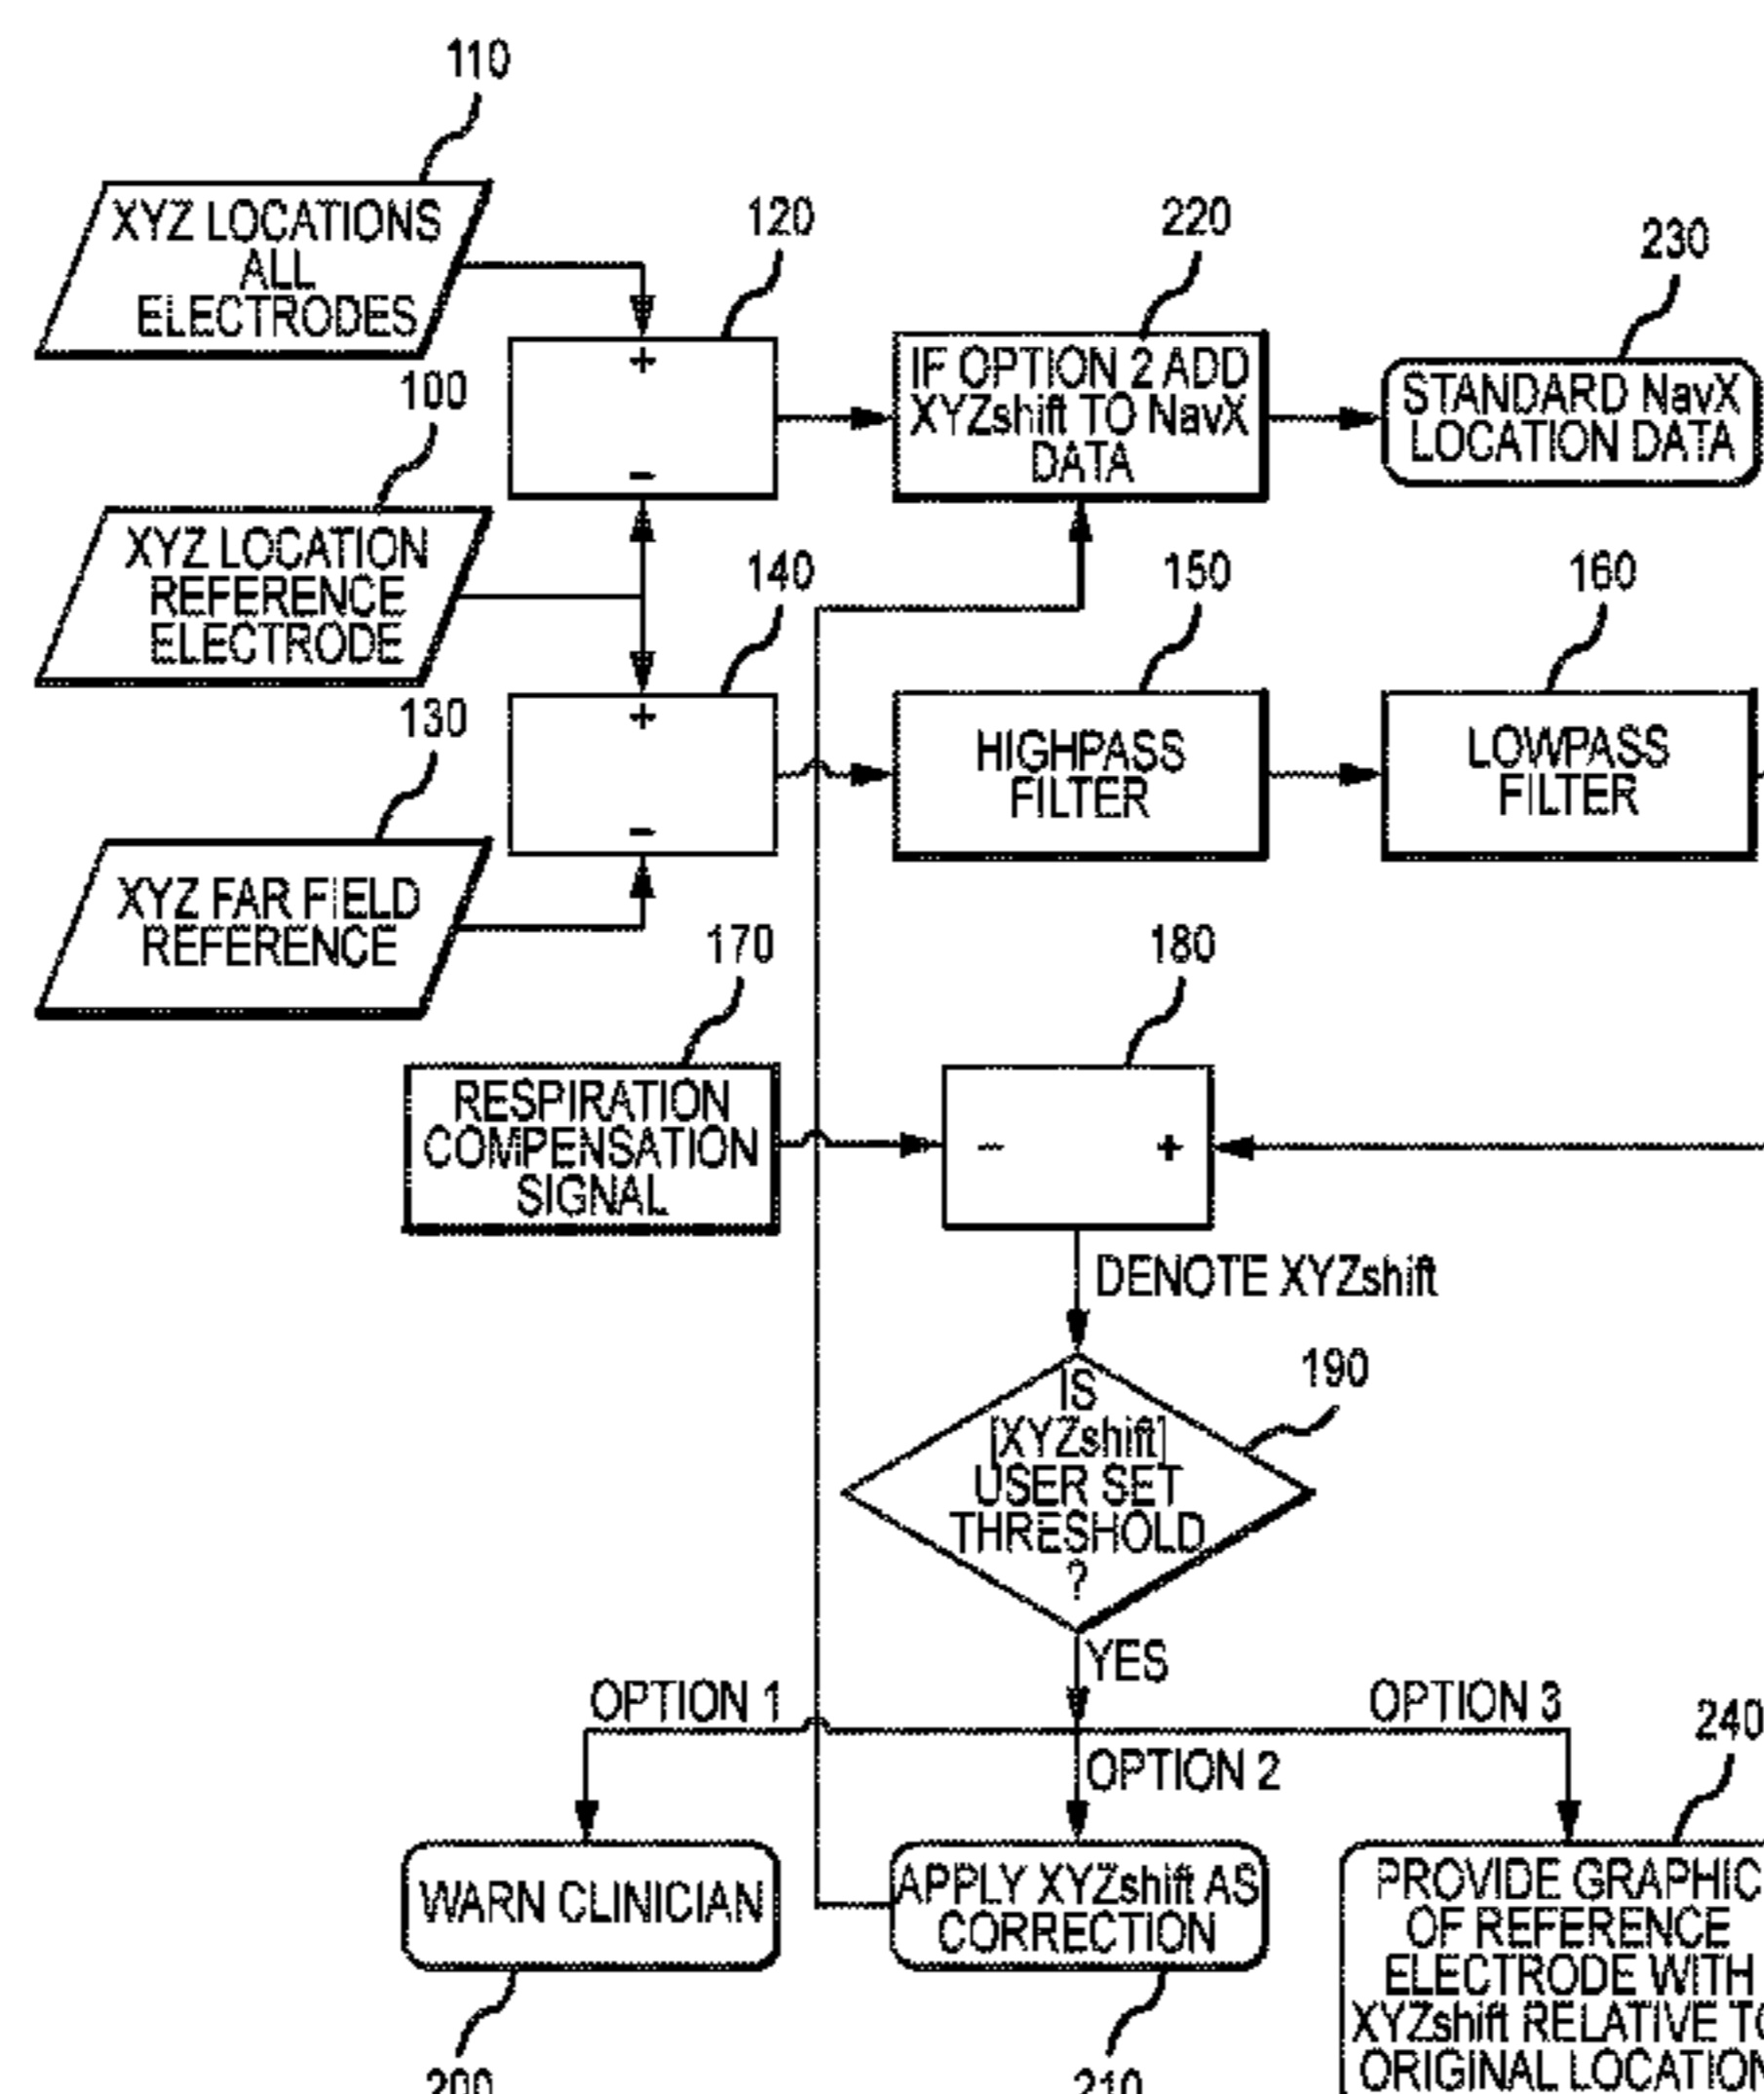 110
XYZ LOCATIONS
ALL
ELECTRODES
120
+
-
220
IF OPTION 2 ADD
XYZshift TO NavX
DATA
230
STANDARD NavX
LOCATION DATA
100
XYZ LOCATION
REFERENCE
ELECTRODE
140
+
-
150
HIGHPASS
FILTER
160
LOWPASS
FILTER
130
XYZ FAR FIELD
REFERENCE
170
RESPIRATION
COMPENSATION
SIGNAL
180
- +
DENOTE XYZshift
190
IS
[XYZshift]
USER SET
THRESHOLD
?
YES
OPTION 1
OPTION 2
OPTION 3
240
WARN CLINICIAN
200
APPLY XYZshift AS
CORRECTION
210
PROVIDE GRAPHIC
OF REFERENCE
ELECTRODE WITH
XYZshift RELATIVE TO
ORIGINAL LOCATION